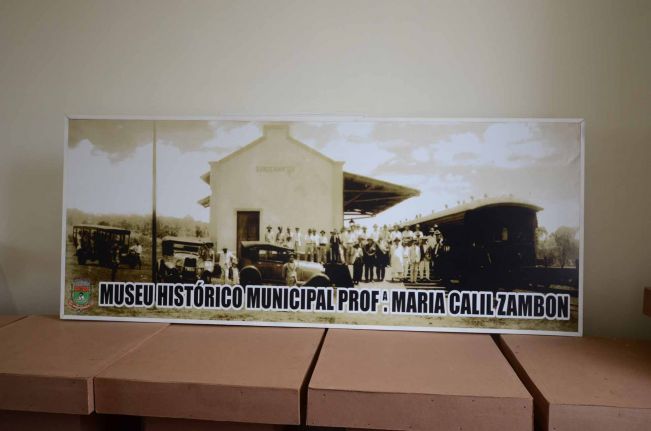 MUSEU HISTÓRICO MUNICIPAL PROFª. MARIA CALIL ZAMBON